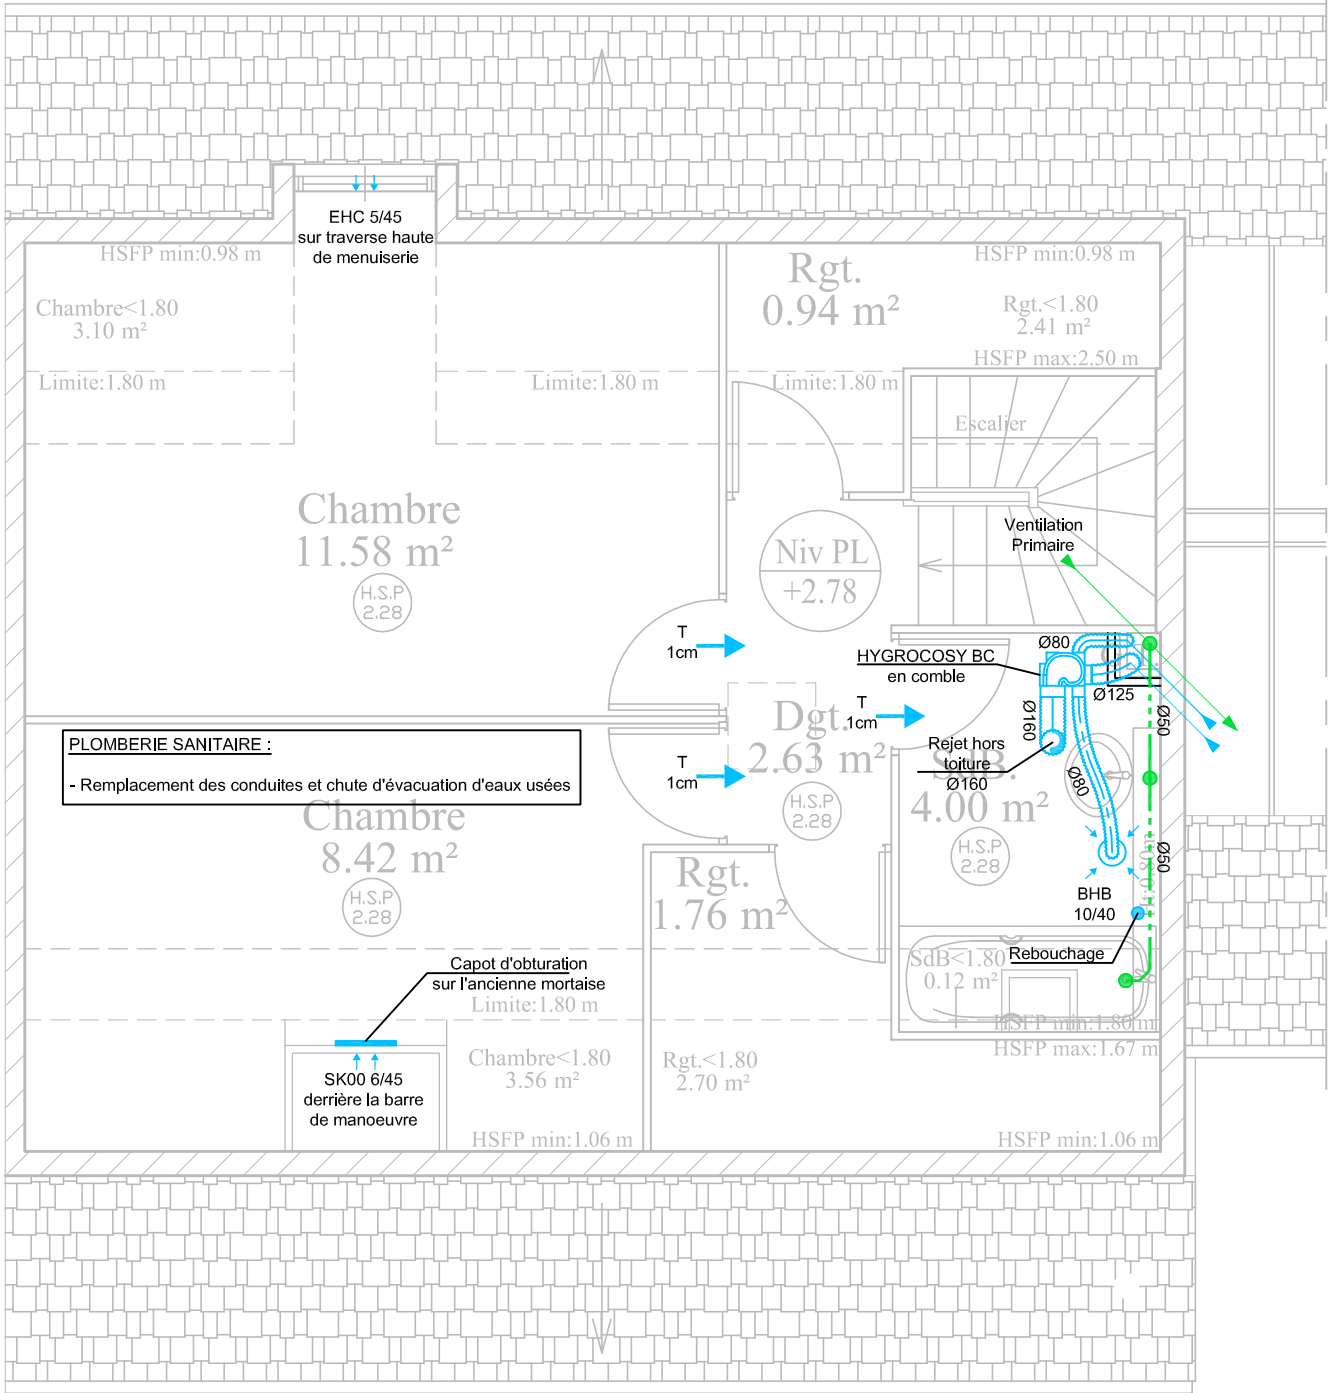 EHC 5/45
sur traverse haute
de menuiserie
HSFP min:0.98 m
HSFP min:0.98 m
Rgt.
0.94 m²
Chambre<1.80
3.10 m²
Rgt.<1.80
2.41 m²
HSFP max:2.50 m
Limite:1.80 m
Limite:1.80 m
Limite:1.80 m
Escalier
Chambre
11.58 m²
H.S.P
2.28
Niv PL
+2.78
Ventilation
Primaire
T
1cm
HYGROCOSY BC
en comble
Ø80
Ø125
Ø160
Ø50
T
1cm
Dgt.
2.63 m²
H.S.P
2.28
Rejet hors
toiture
Ø160
PLOMBERIE SANITAIRE :
- Remplacement des conduites et chute d'évacuation d'eaux usées
T
1cm
SdB.
4.00 m²
H.S.P
2.28
Ø80
Ø50
Chambre
8.42 m²
H.S.P
2.28
Rgt.
1.76 m²
BHB
10/40
Rebouchage
SdB<1.80
0.12 m²
Capot d'obturation
sur l'ancienne mortaise
Limite:1.80 m
HSFP min:1.80 m
HSFP max:1.67 m
Chambre<1.80
3.56 m²
Rgt.<1.80
2.70 m²
SK00 6/45
derrière la barre
de manoeuvre
HSFP min:1.06 m
HSFP min:1.06 m